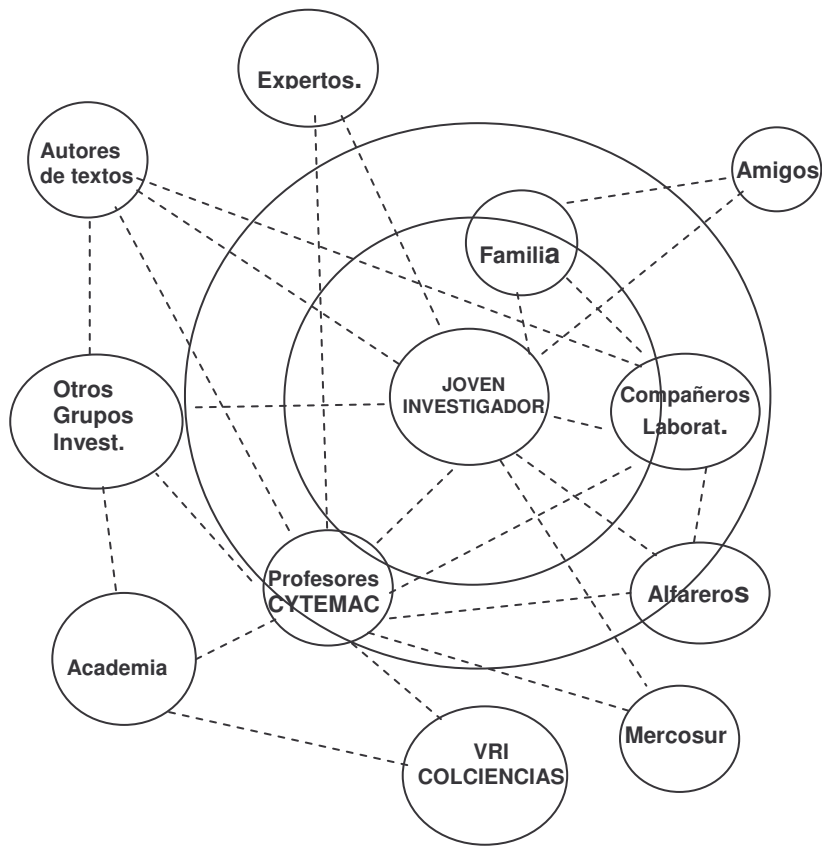 Expertos.
Autores
de textos
Amigos
Familia
Otros
Grupos
Invest.
JOVEN
INVESTIGADOR
Compañeros
Laborat.
Profesores
CYTEMAC
Alfareros
Academia
Mercosur
VRI
COLCIENCIAS